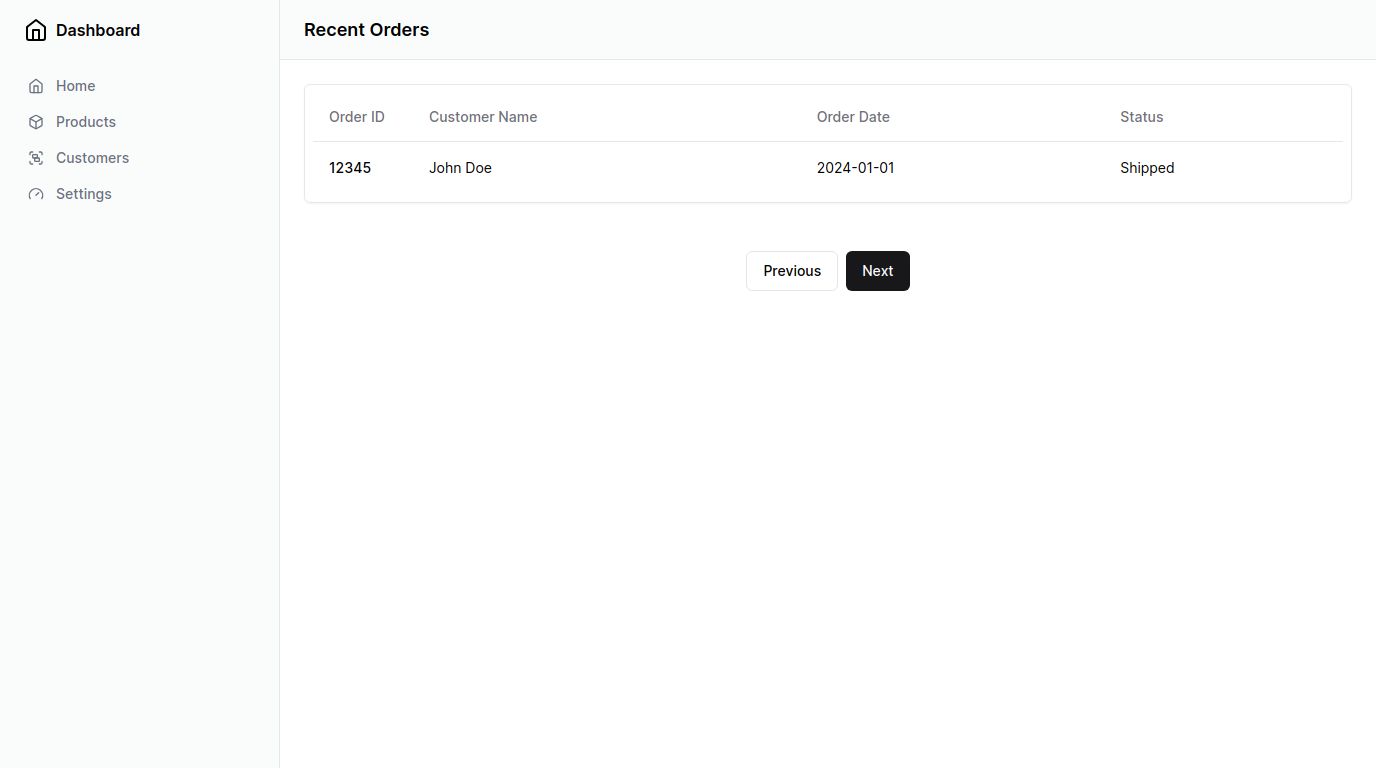 Dashboard
Home
Products
Customers
Settings
Recent Orders
Order ID Customer Name Order Date Status
12345 John Doe 2024-01-01 Shipped
Previous Next